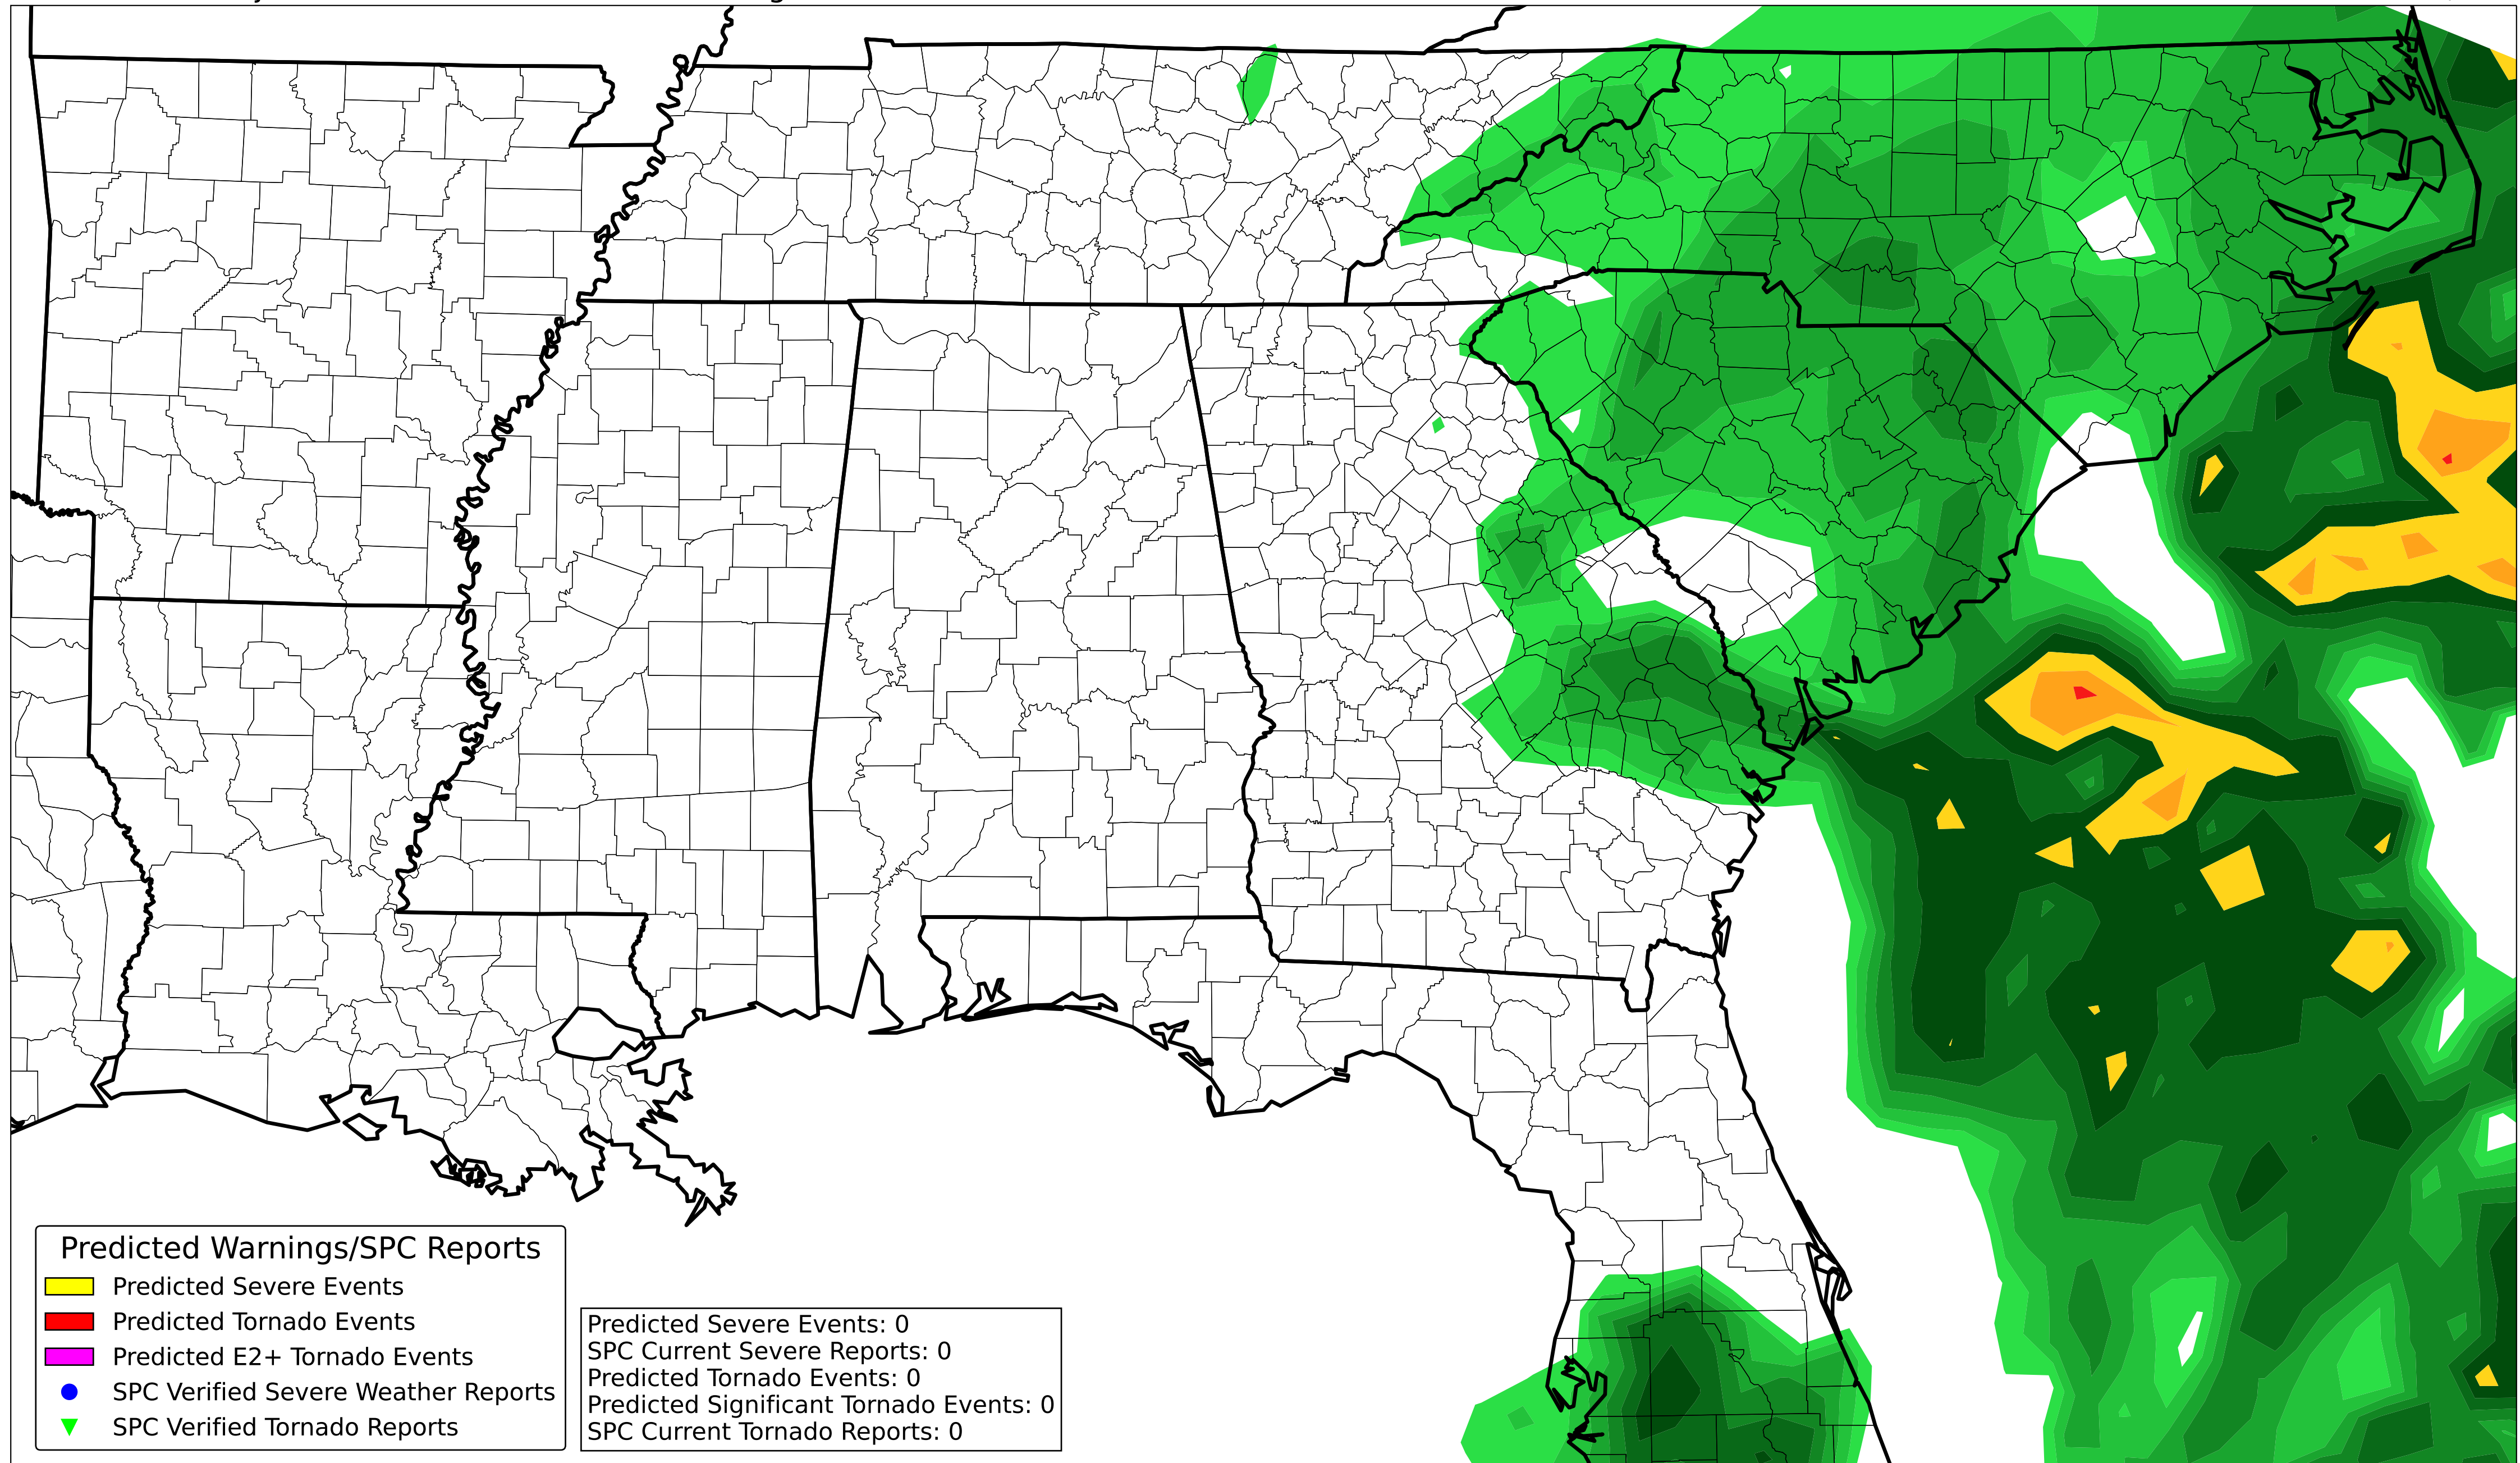 Predicted Warnings/SPC Reports
Predicted Severe Events
Predicted Tornado Events
Predicted E2+ Tornado Events
SPC Verified Severe Weather Reports
SPC Verified Tornado Reports
Predicted Severe Events: 0
SPC Current Severe Reports: 0
Predicted Tornado Events: 0
Predicted Significant Tornado Events: 0
SPC Current Tornado Reports: 0